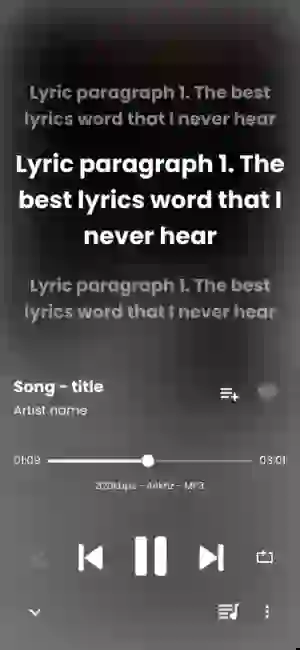 Lyric paragraph 1. The best
lyrics word that I never hear
Lyric paragraph 1. The
best lyrics word that I
never hear
Lyric paragraph 1. The best
lyrics word that I never hear
Song - title
Artist name
01:09
03:01
320kbps - 44khz - MP3